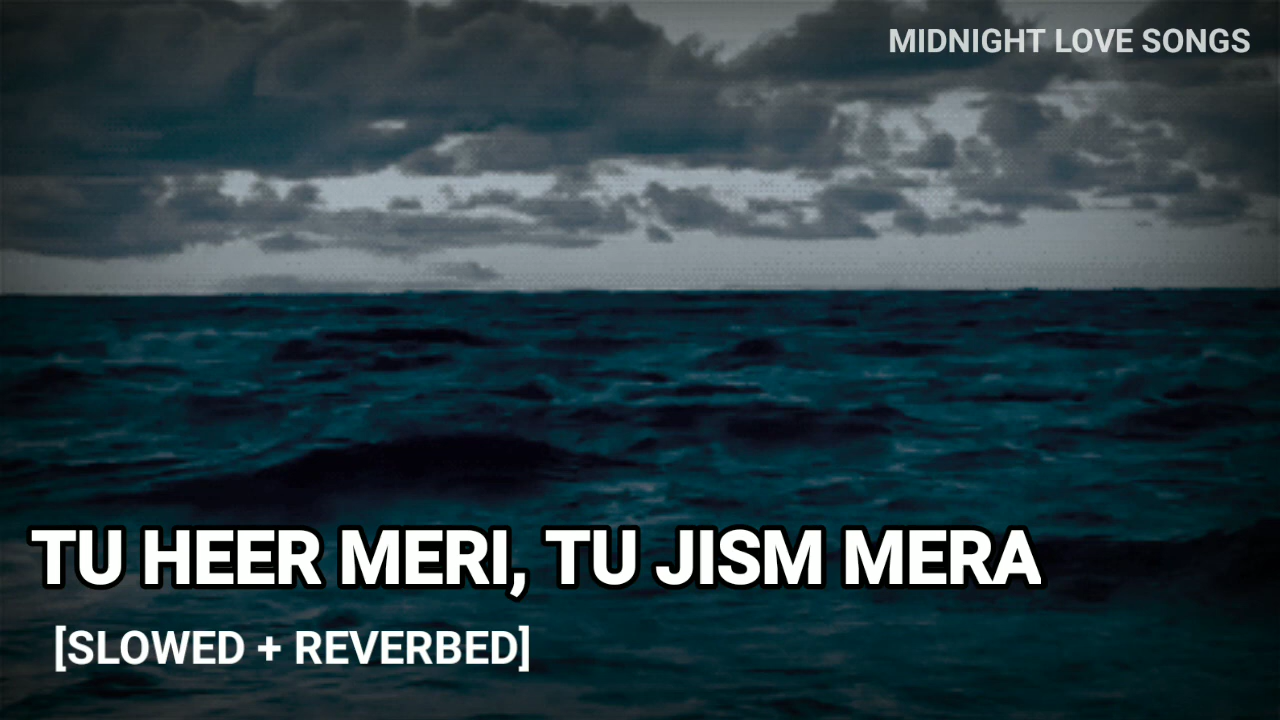 MIDNIGHT LOVE SONGS
TU HEER MERI, TU JISM MERA
[SLOWED + REVERBED]